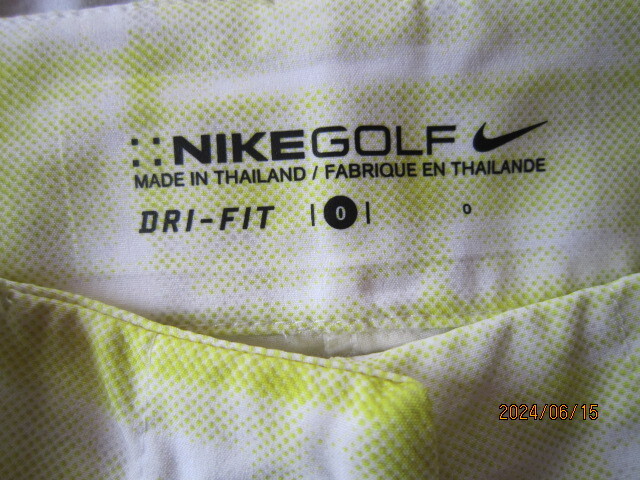 NIKEGOLF
MADE IN THAILAND / FABRIQUE EN THAILANDE
DRI-FIT | 0 | 0
2024/06/15